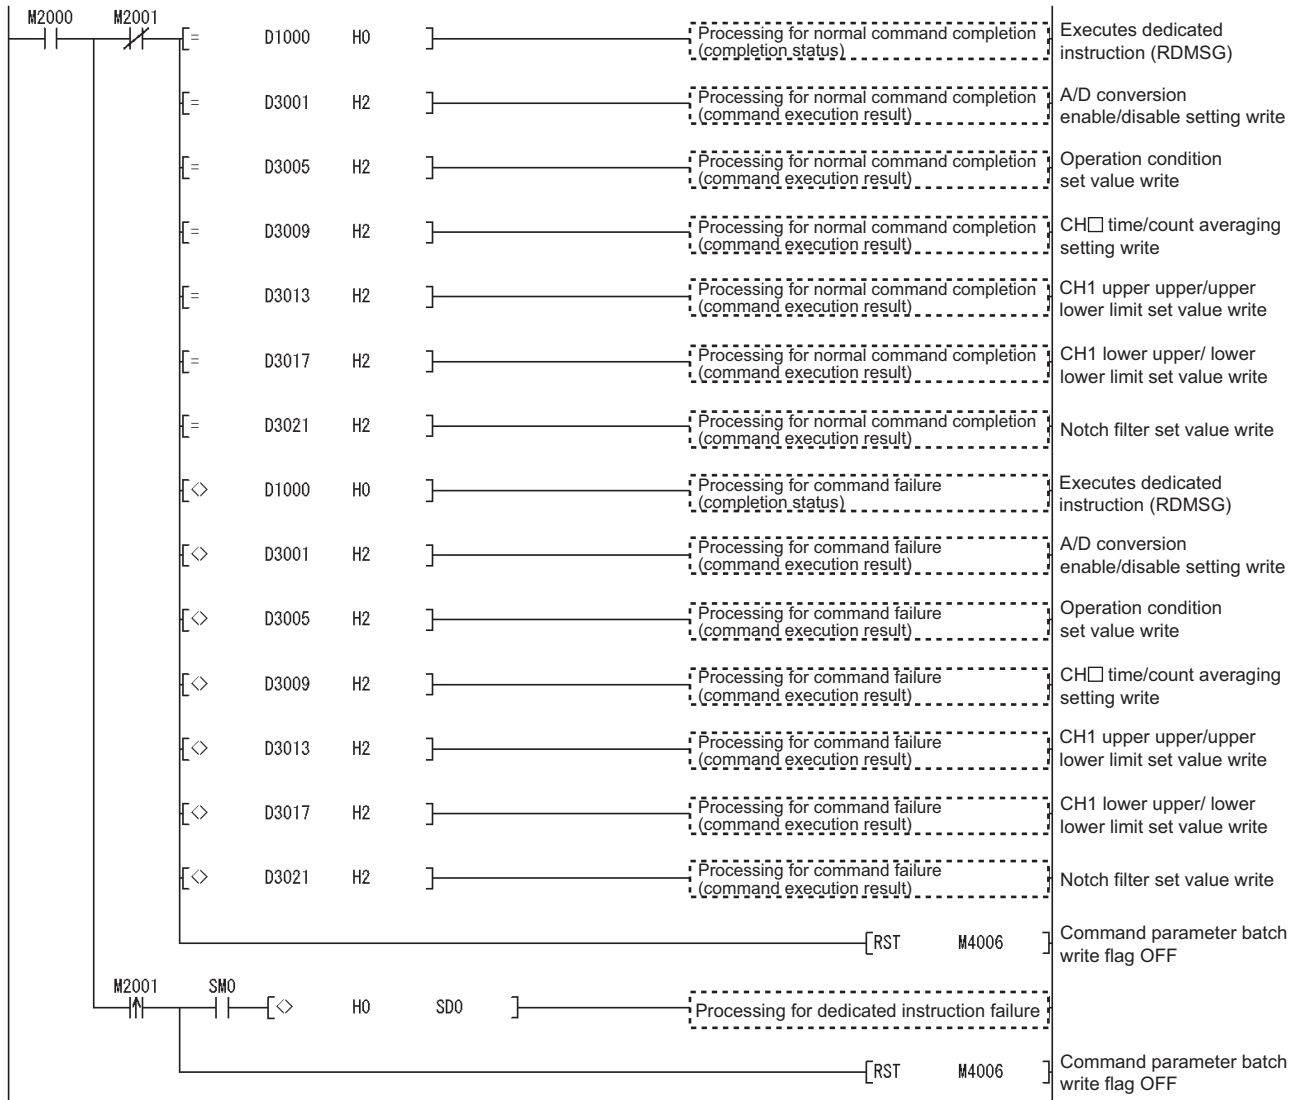 M2000 M2001
= D1000 H0 Processing for normal command completion Executes dedicated
(completion status) instruction (RDMSG)
= D3001 H2 Processing for normal command completion A/D conversion
(command execution result) enable/disable setting write
= D3005 H2 Processing for normal command completion Operation condition
(command execution result) set value write
= D3009 H2 Processing for normal command completion CH□ time/count averaging
(command execution result) setting write
= D3013 H2 Processing for normal command completion CH1 upper upper/upper
(command execution result) lower limit set value write
= D3017 H2 Processing for normal command completion CH1 lower upper/ lower
(command execution result) lower limit set value write
= D3021 H2 Processing for normal command completion
(command execution result) Notch filter set value write
<> D1000 H0 Processing for command failure Executes dedicated
(completion status) instruction (RDMSG)
<> D3001 H2 Processing for command failure A/D conversion
(command execution result) enable/disable setting write
<> D3005 H2 Processing for command failure Operation condition
(command execution result) set value write
<> D3009 H2 Processing for command failure CH□ time/count averaging
(command execution result) setting write
<> D3013 H2 Processing for command failure CH1 upper upper/upper
(command execution result) lower limit set value write
<> D3017 H2 Processing for command failure CH1 lower upper/ lower
(command execution result) lower limit set value write
<> D3021 H2 Processing for command failure
(command execution result) Notch filter set value write
RST M4006 Command parameter batch
write flag OFF
M2001 SM0
<> H0 SD0 Processing for dedicated instruction failure
RST M4006 Command parameter batch
write flag OFF